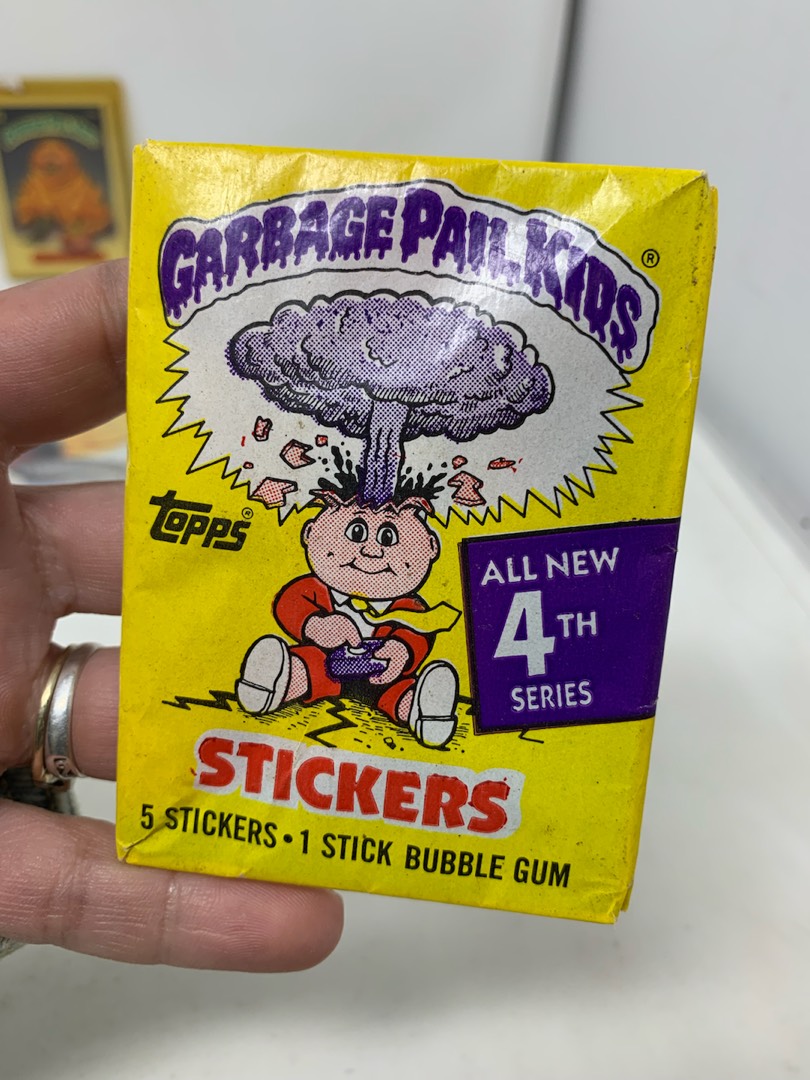 GARBAGE PAIL KIDS®
TOPPS®
ALL NEW
4TH
SERIES
STICKERS
5 STICKERS • 1 STICK BUBBLE GUM